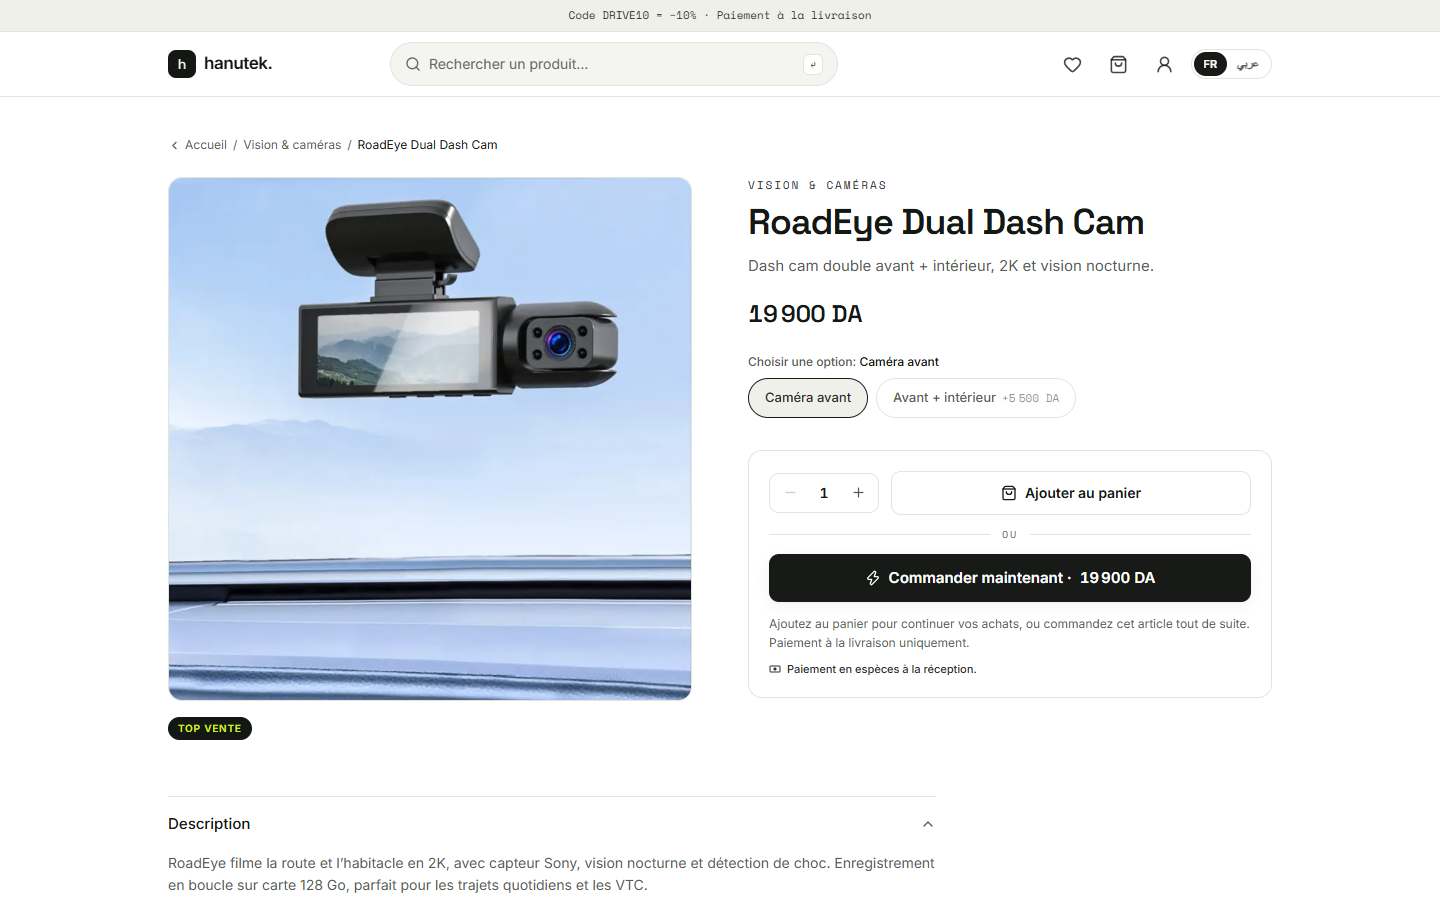 Code DRIVE10 = −10% · Paiement à la livraison
h
hanutek.
Rechercher un produit...
FR
عربي
Accueil / Vision & caméras / RoadEye Dual Dash Cam
VISION & CAMÉRAS
RoadEye Dual Dash Cam
Dash cam double avant + intérieur, 2K et vision nocturne.
19 900 DA
Choisir une option: Caméra avant
Caméra avant
Avant + intérieur +5 500 DA
1
Ajouter au panier
OU
Commander maintenant · 19 900 DA
Ajoutez au panier pour continuer vos achats, ou commandez cet article tout de suite.
Paiement à la livraison uniquement.
Paiement en espèces à la réception.
TOP VENTE
Description
RoadEye filme la route et l’habitacle en 2K, avec capteur Sony, vision nocturne et détection de choc. Enregistrement
en boucle sur carte 128 Go, parfait pour les trajets quotidiens et les VTC.